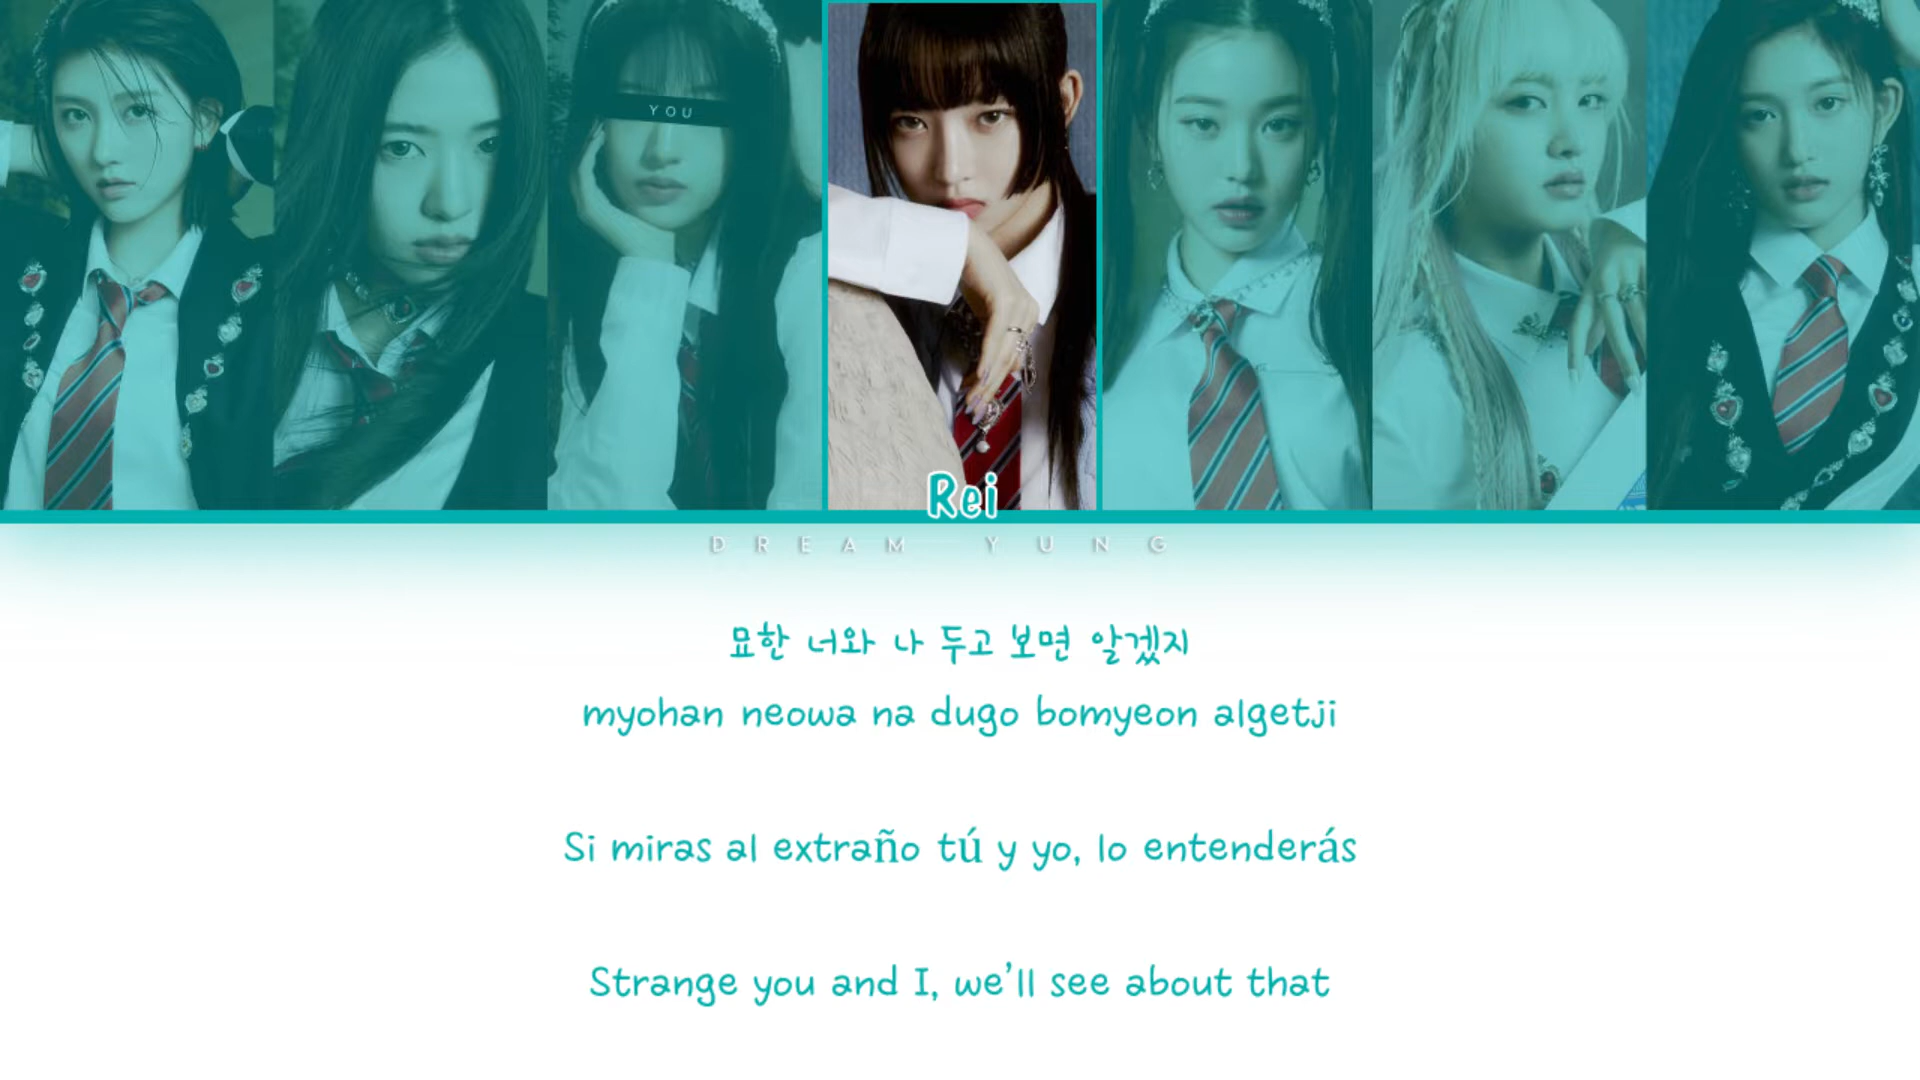 YOU
Rei
DREAM YUNG
묘한 너와 나 두고 보면 알겠지
myohan neowa na dugo bomyeon algetji
Si miras al extraño tú y yo, lo entenderás
Strange you and I, we'll see about that